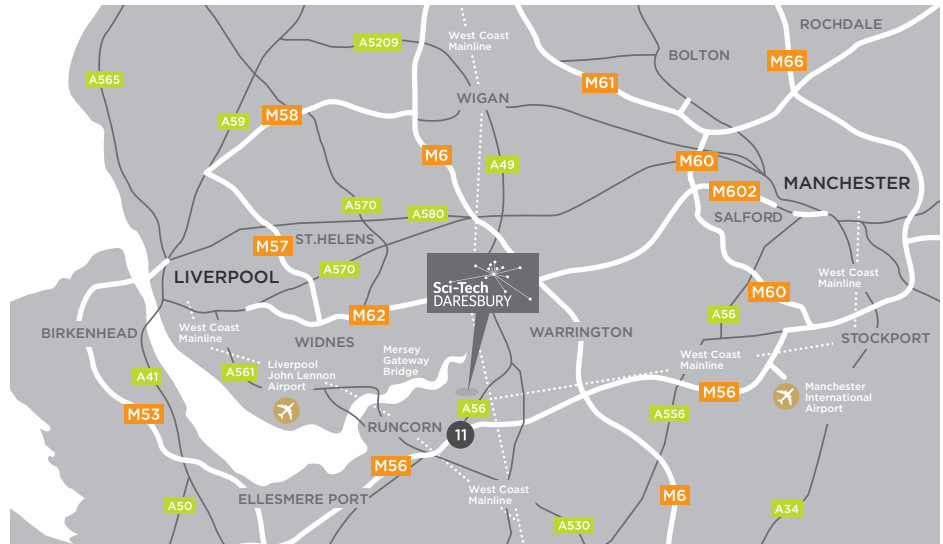 ROCHDALE
West Coast
Mainline
A5209
BOLTON
M66
A565
M61
WIGAN
M58
A59
M6
A49
M60
M602
MANCHESTER
A570
A580
SALFORD
ST.HELENS
M57
A570
LIVERPOOL
Sci-Tech
DARESBURY
West Coast
Mainline
M60
M62
A56
BIRKENHEAD
West Coast
Mainline
WIDNES
WARRINGTON
STOCKPORT
Mersey
Gateway
Bridge
West Coast
Mainline
Liverpool
John Lennon
Airport
A41
A561
M56
Manchester
International
Airport
M53
A56
A556
RUNCORN
11
M56
West Coast
Mainline
ELLESMERE PORT
M6
A50
A34
A530